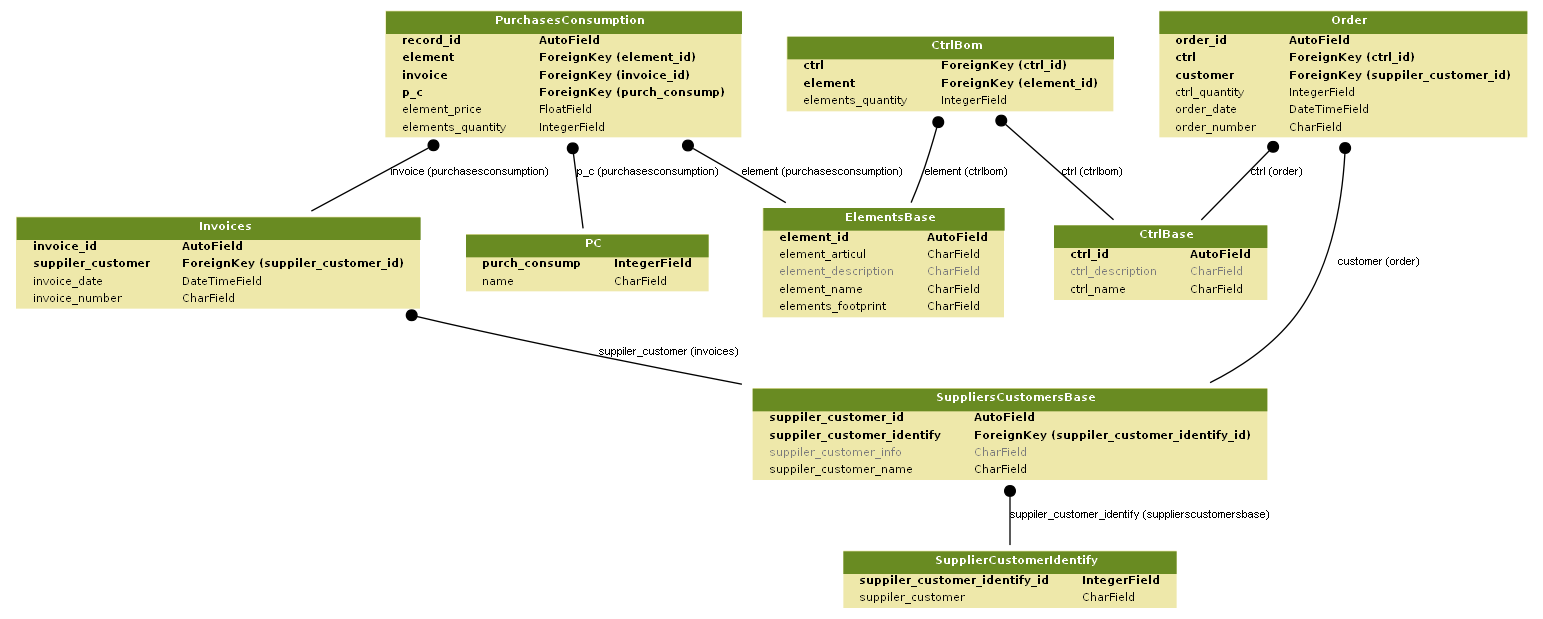 PurchasesConsumption
record_id AutoField
element ForeignKey (element_id)
invoice ForeignKey (invoice_id)
p_c ForeignKey (purch_consump)
element_price FloatField
elements_quantity IntegerField
CtrlBom
ctrl ForeignKey (ctrl_id)
element ForeignKey (element_id)
elements_quantity IntegerField
Order
order_id AutoField
ctrl ForeignKey (ctrl_id)
customer ForeignKey (suppiler_customer_id)
ctrl_quantity IntegerField
order_date DateTimeField
order_number CharField
invoice (purchasesconsumption)
p_c (purchasesconsumption)
element (purchasesconsumption)
element (ctrlbom)
ctrl (ctrlbom)
ctrl (order)
Invoices
invoice_id AutoField
suppiler_customer ForeignKey (suppiler_customer_id)
invoice_date DateTimeField
invoice_number CharField
PC
purch_consump IntegerField
name CharField
ElementsBase
element_id AutoField
element_articul CharField
element_description CharField
element_name CharField
elements_footprint CharField
CtrlBase
ctrl_id AutoField
ctrl_description CharField
ctrl_name CharField
customer (order)
suppiler_customer (invoices)
SuppliersCustomersBase
suppiler_customer_id AutoField
suppiler_customer_identify ForeignKey (suppiler_customer_identify_id)
suppiler_customer_info CharField
suppiler_customer_name CharField
suppiler_customer_identify (supplierscustomersbase)
SupplierCustomerIdentify
suppiler_customer_identify_id IntegerField
suppiler_customer CharField